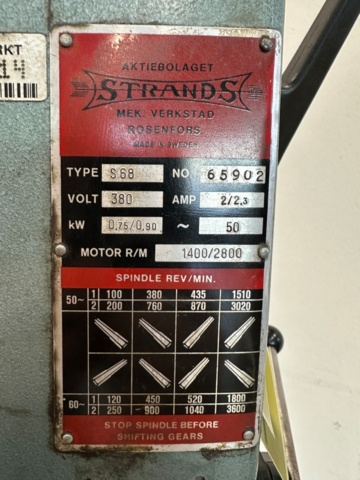 RKT
14
AKTIEBOLAGET
STRANDS
MEK. VERKSTAD
ROSENFORS
MADE IN SWEDEN
TYPE S68 NO 65902
VOLT 380 AMP 2/2,3
kW 0,75/0,90 ~ 50
MOTOR R/M 1400/2800
SPINDLE REV/MIN.
50~ 1 100 380 435 1510
2 200 760 870 3020
60~ 1 120 450 520 1800
2 250 900 1040 3600
STOP SPINDLE BEFORE
SHIFTING GEARS